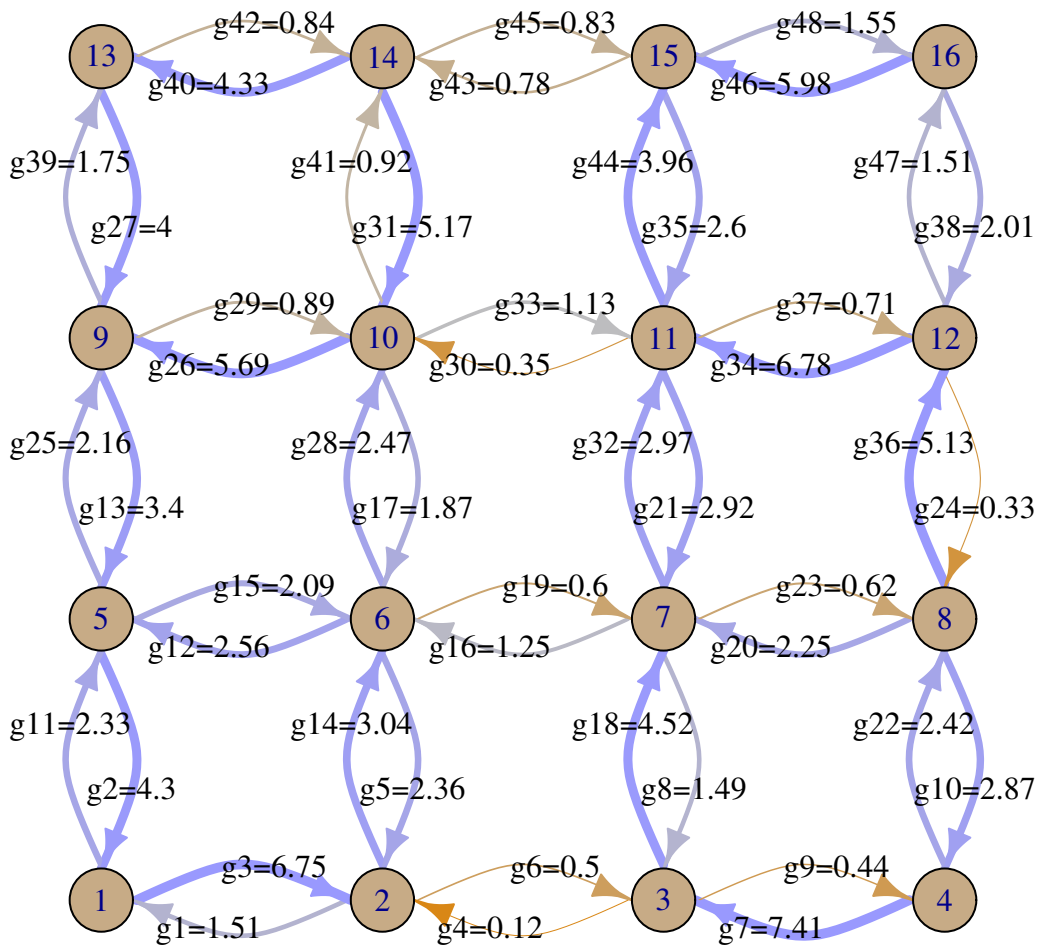 g42=0.84 g45=0.83 g48=1.55
13 14 15 16
g40=4.33 g43=0.78 g46=5.98
g39=1.75 g41=0.92 g44=3.96 g47=1.51
g27=4 g31=5.17 g35=2.6 g38=2.01
g29=0.89 g33=1.13 g37=0.71
9 10 11 12
g26=5.69 g30=0.35 g34=6.78
g25=2.16 g28=2.47 g32=2.97 g36=5.13
g13=3.4 g17=1.87 g21=2.92 g24=0.33
g15=2.09 g19=0.6 g23=0.62
5 6 7 8
g12=2.56 g16=1.25 g20=2.25
g11=2.33 g14=3.04 g18=4.52 g22=2.42
g2=4.3 g5=2.36 g8=1.49 g10=2.87
g3=6.75 g6=0.5 g9=0.44
1 2 3 4
g1=1.51 g4=0.12 g7=7.41